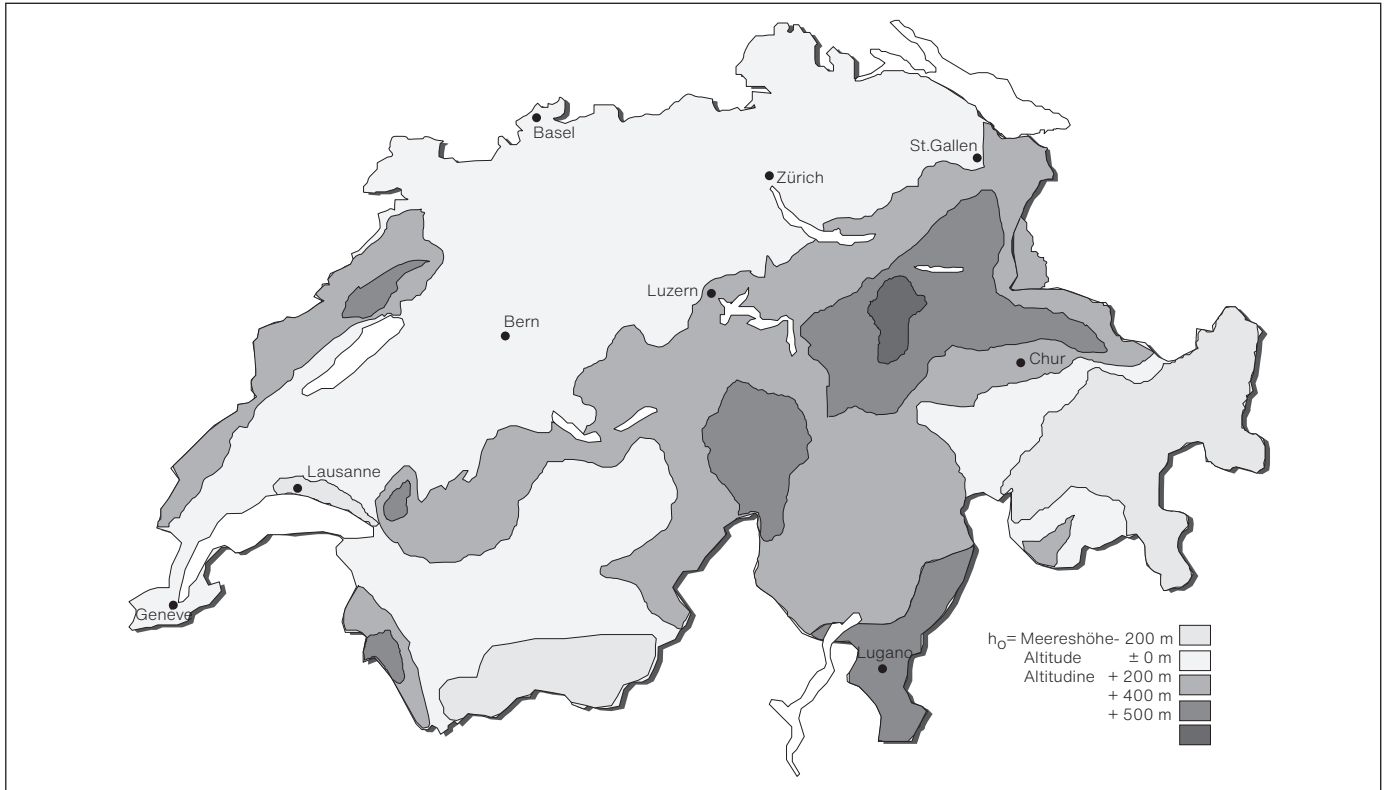 Basel
St.Gallen
Zürich
Luzern
Bern
Chur
Lausanne
Genève
Lugano
h₀= Meereshöhe- 200 m
Altitude ± 0 m
Altitudine + 200 m
+ 400 m
+ 500 m